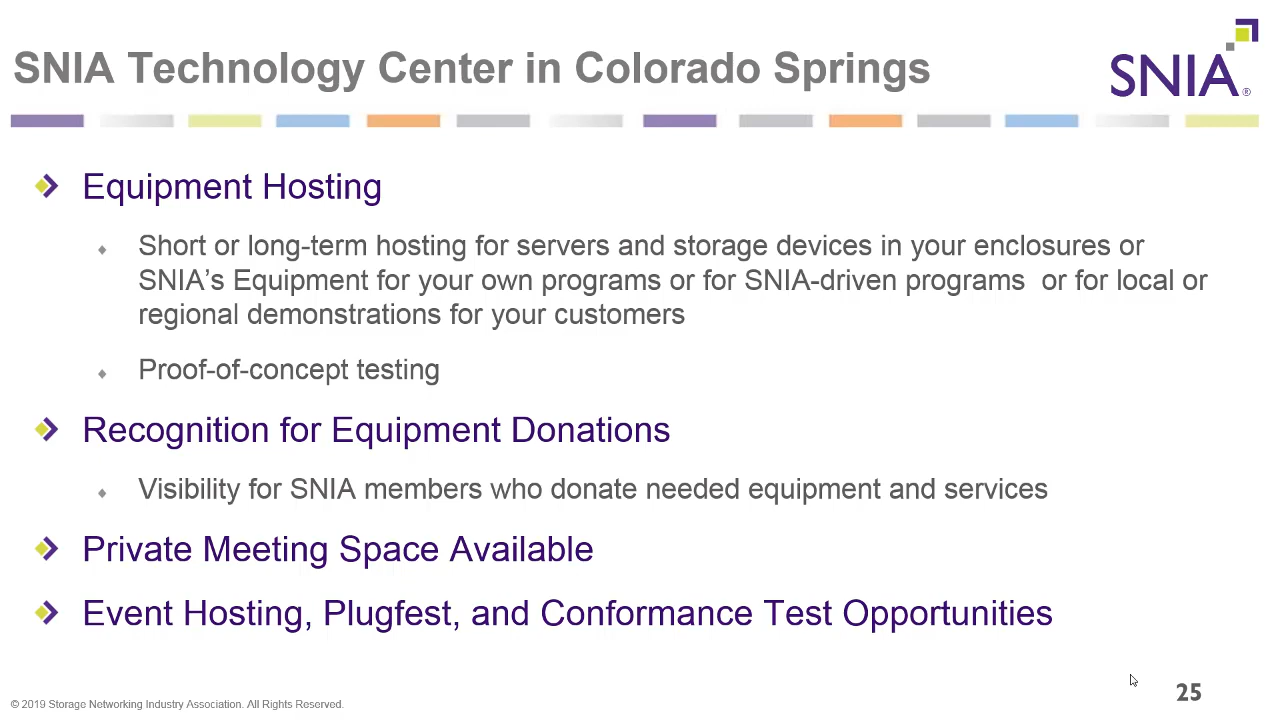 SNIA Technology Center in Colorado Springs
SNIA®
Equipment Hosting
Short or long-term hosting for servers and storage devices in your enclosures or
SNIA’s Equipment for your own programs or for SNIA-driven programs  or for local or
regional demonstrations for your customers
Proof-of-concept testing
Recognition for Equipment Donations
Visibility for SNIA members who donate needed equipment and services
Private Meeting Space Available
Event Hosting, Plugfest, and Conformance Test Opportunities
© 2019 Storage Networking Industry Association. All Rights Reserved.
25